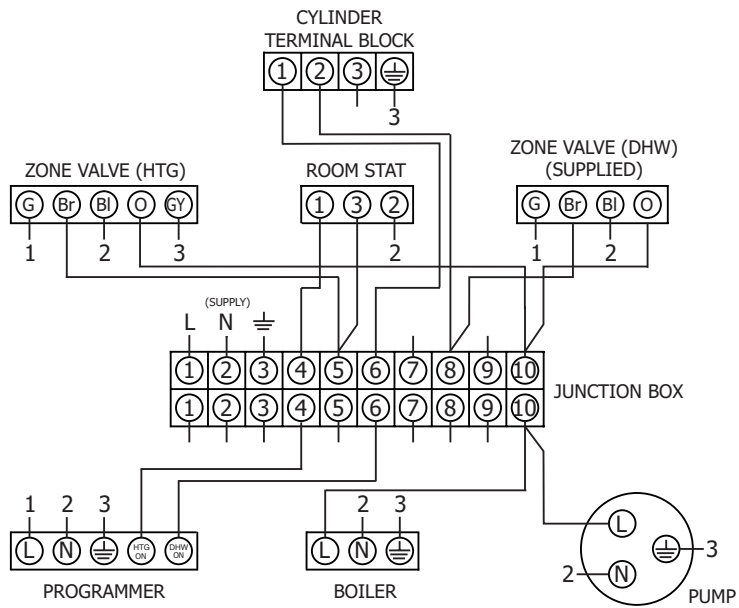 CYLINDER
TERMINAL BLOCK
1 2 3
3
ZONE VALVE (HTG)
G Br Bl O GY
1 2 3
ROOM STAT
1 3 2
2
ZONE VALVE (DHW)
(SUPPLIED)
G Br Bl O
1 2
(SUPPLY)
L N
1 2 3 4 5 6 7 8 9 10
1 2 3 4 5 6 7 8 9 10
JUNCTION BOX
1 2 3
L N HTG ON DHW ON
PROGRAMMER
2 3
L N
BOILER
L
3
2 N
PUMP